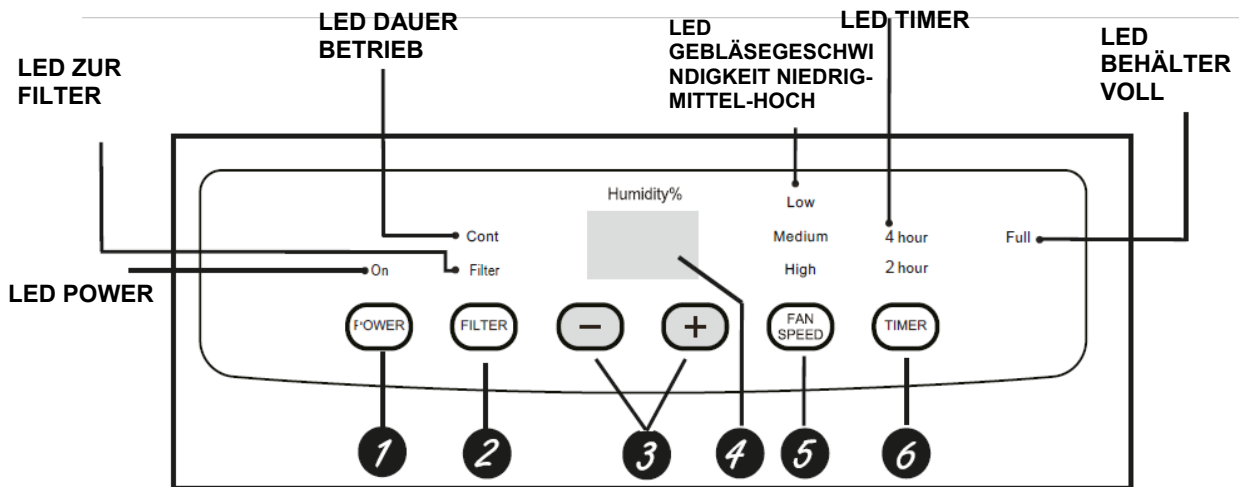 LED DAUER
BETRIEB
LED ZUR
FILTER
LED
GEBLÄSEGESCHWI
NDIGKEIT NIEDRIG-
MITTEL-HOCH
LED TIMER
LED
BEHÄLTER
VOLL
Humidity%
Low
Cont
Medium
4 hour
Full
On
Filter
High
2 hour
LED POWER
POWER
FILTER
−
+
FAN
SPEED
TIMER
1
2
3
4
5
6